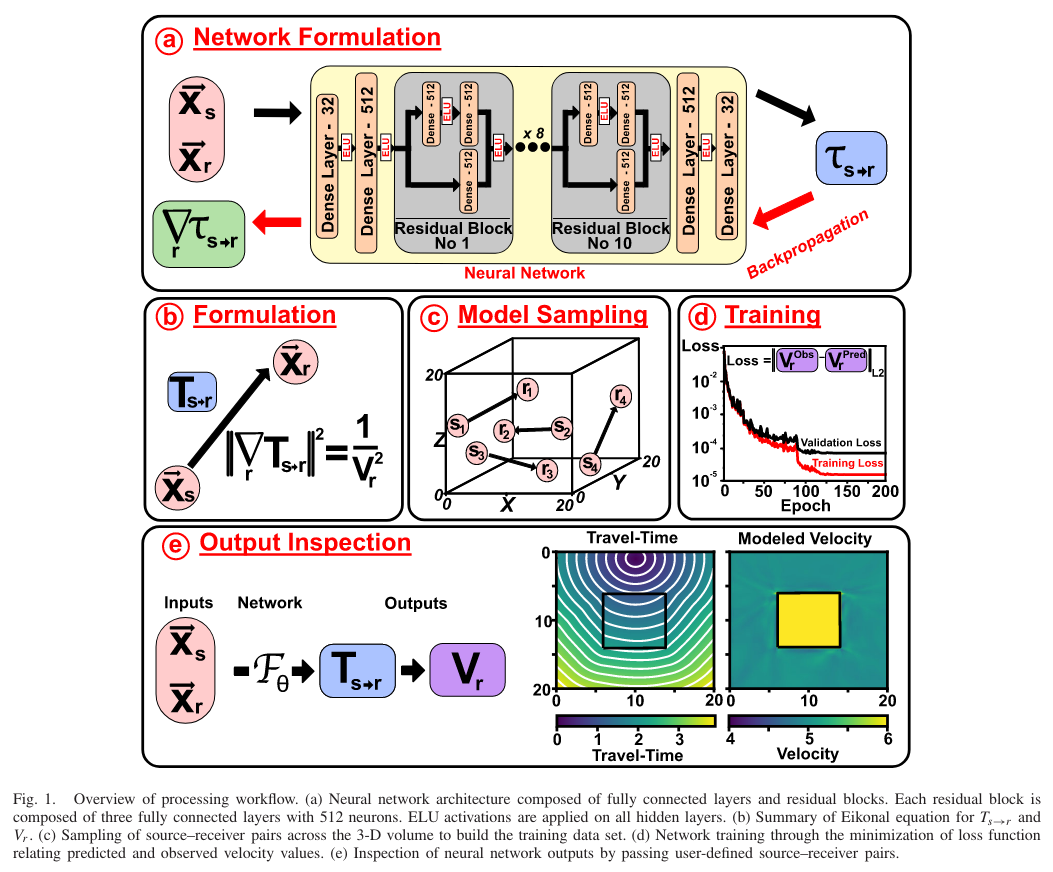 a Network Formulation
x⃗s
x⃗r
∇r τs→r
Dense Layer - 32
ELU
Dense Layer - 512
ELU
Dense - 512
ELU
Dense - 512
Dense - 512
ELU
Residual Block
No 1
x 8
Dense - 512
ELU
Dense - 512
Dense - 512
ELU
Residual Block
No 10
Dense Layer - 512
ELU
Dense Layer - 32
Neural Network
τs→r
Backpropagation
b Formulation
x⃗r
Ts→r
x⃗s
‖∇r Ts→r‖² = 1/Vr²
c Model Sampling
20
Z
0
X
20
0
Y
20
s1
r1
r2
s2
s3
r3
s4
r4
d Training
Loss
Loss = ‖Vr^Obs − Vr^Pred‖L2
10⁻²
10⁻³
10⁻⁴
10⁻⁵
Validation Loss
Training Loss
0 50 100 150 200
Epoch
e Output Inspection
Inputs Network Outputs
x⃗s
x⃗r
ℱθ
Ts→r
Vr
Travel-Time
0
10
20
0 10 20
0 1 2 3
Travel-Time
Modeled Velocity
0 10 20
4 5 6
Velocity
Fig. 1. Overview of processing workflow. (a) Neural network architecture composed of fully connected layers and residual blocks. Each residual block is
composed of three fully connected layers with 512 neurons. ELU activations are applied on all hidden layers. (b) Summary of Eikonal equation for Ts→r and
Vr. (c) Sampling of source–receiver pairs across the 3-D volume to build the training data set. (d) Network training through the minimization of loss function
relating predicted and observed velocity values. (e) Inspection of neural network outputs by passing user-defined source–receiver pairs.